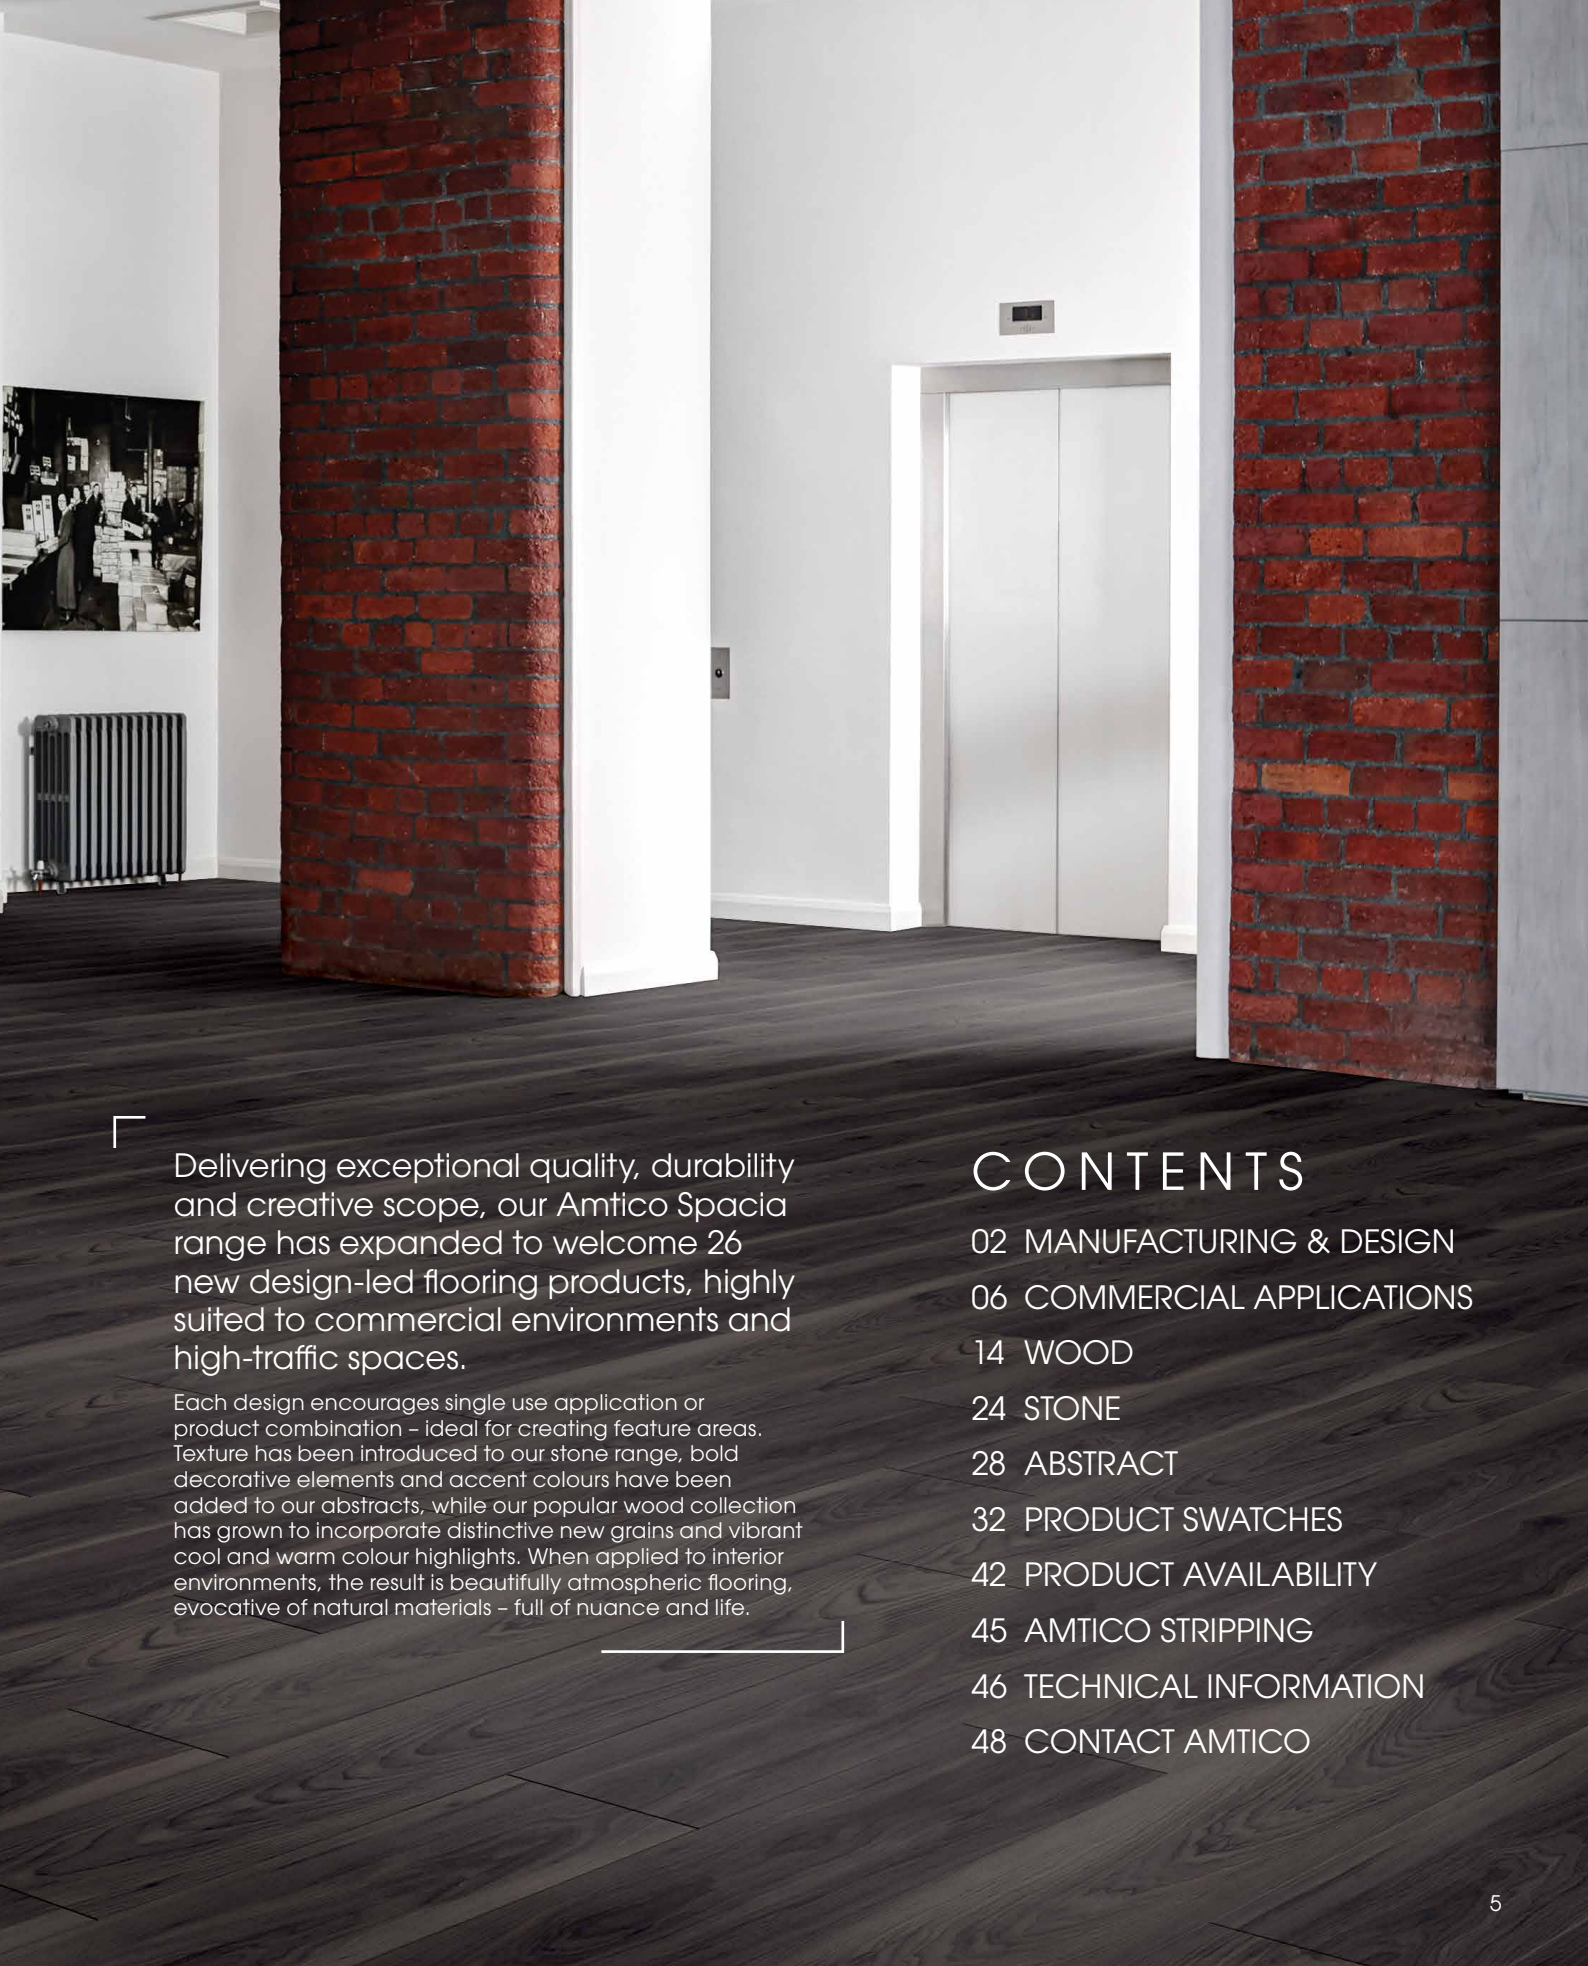 Delivering exceptional quality, durability
and creative scope, our Amtico Spacia
range has expanded to welcome 26
new design-led flooring products, highly
suited to commercial environments and
high-traffic spaces.
Each design encourages single use application or
product combination – ideal for creating feature areas.
Texture has been introduced to our stone range, bold
decorative elements and accent colours have been
added to our abstracts, while our popular wood collection
has grown to incorporate distinctive new grains and vibrant
cool and warm colour highlights. When applied to interior
environments, the result is beautifully atmospheric flooring,
evocative of natural materials – full of nuance and life.
CONTENTS
02 MANUFACTURING & DESIGN
06 COMMERCIAL APPLICATIONS
14 WOOD
24 STONE
28 ABSTRACT
32 PRODUCT SWATCHES
42 PRODUCT AVAILABILITY
45 AMTICO STRIPPING
46 TECHNICAL INFORMATION
48 CONTACT AMTICO
5